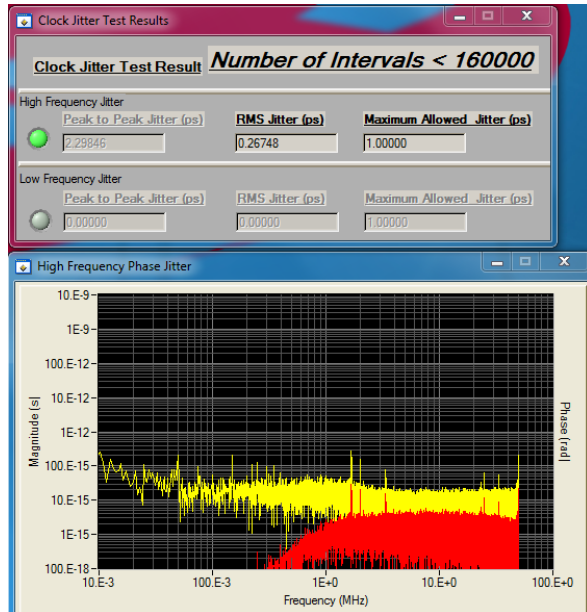 Clock Jitter Test Results
Clock Jitter Test Result Number of Intervals < 160000
High Frequency Jitter
Peak to Peak Jitter (ps) RMS Jitter (ps) Maximum Allowed Jitter (ps)
2.29846 0.26748 1.00000
Low Frequency Jitter
Peak to Peak Jitter (ps) RMS Jitter (ps) Maximum Allowed Jitter (ps)
0.00000 0.00000 1.00000
High Frequency Phase Jitter
10.E-9
1E-9
100.E-12
10.E-12
1E-12
100.E-15
10.E-15
1E-15
100.E-18
Magnitude |s|
Phase |rad|
10.E-3 100.E-3 1E+0 10.E+0 100.E+0
Frequency (MHz)